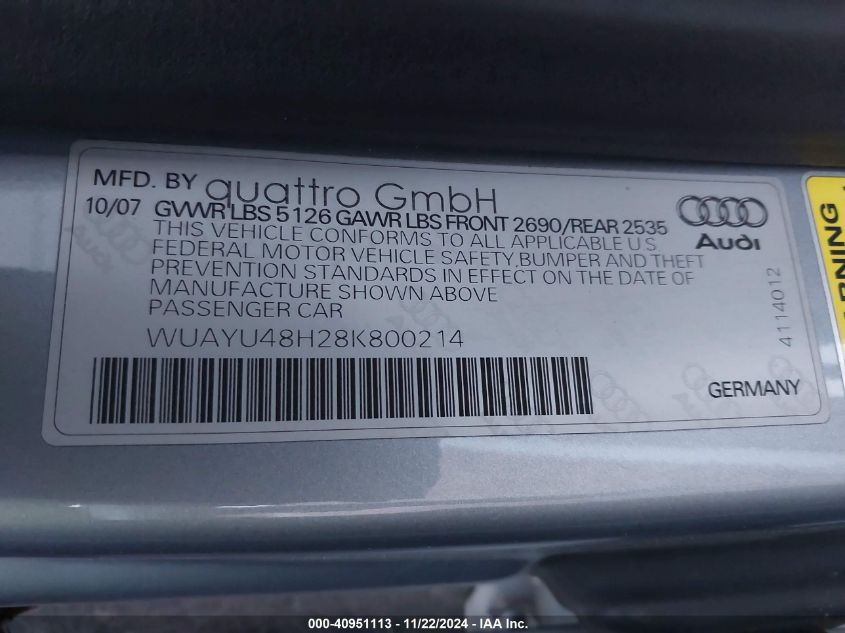 MFD. BY quattro GmbH
10/07 GVWR LBS 5126 GAWR LBS FRONT 2690/REAR 2535
THIS VEHICLE CONFORMS TO ALL APPLICABLE U.S.
FEDERAL MOTOR VEHICLE SAFETY,BUMPER AND THEFT
PREVENTION STANDARDS IN EFFECT ON THE DATE OF
MANUFACTURE SHOWN ABOVE
PASSENGER CAR
WUAYU48H28K800214
Audi
4114012
GERMANY
000-40951113 - 11/22/2024 - IAA Inc.